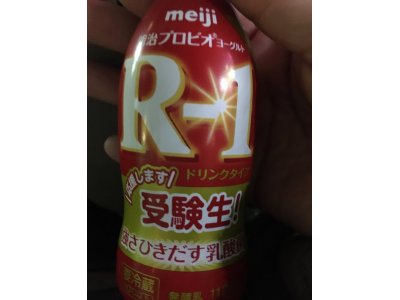 meiji
明治プロビオヨーグルト
R-1
ドリンクタイプ
応援します!
受験生!
強さひきだす乳酸菌
要冷蔵